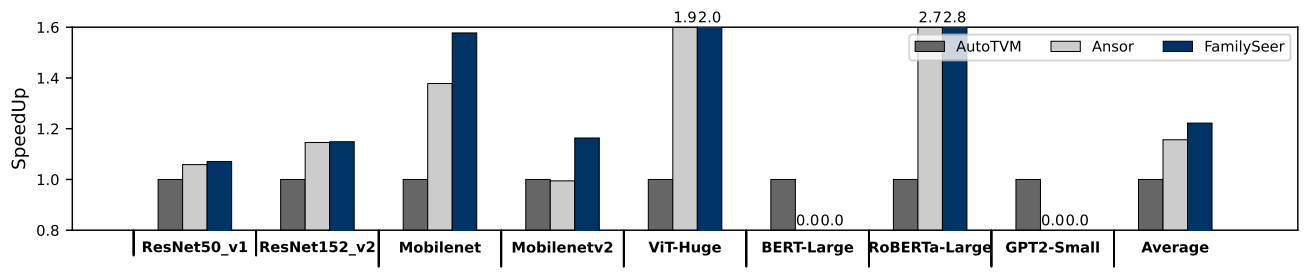 1.92.0 2.72.8
1.6
AutoTVM Ansor FamilySeer
1.4
1.2
1.0
0.8
SpeedUp
0.00.0 0.00.0
ResNet50_v1 ResNet152_v2 Mobilenet Mobilenetv2 ViT-Huge BERT-Large RoBERTa-Large GPT2-Small Average